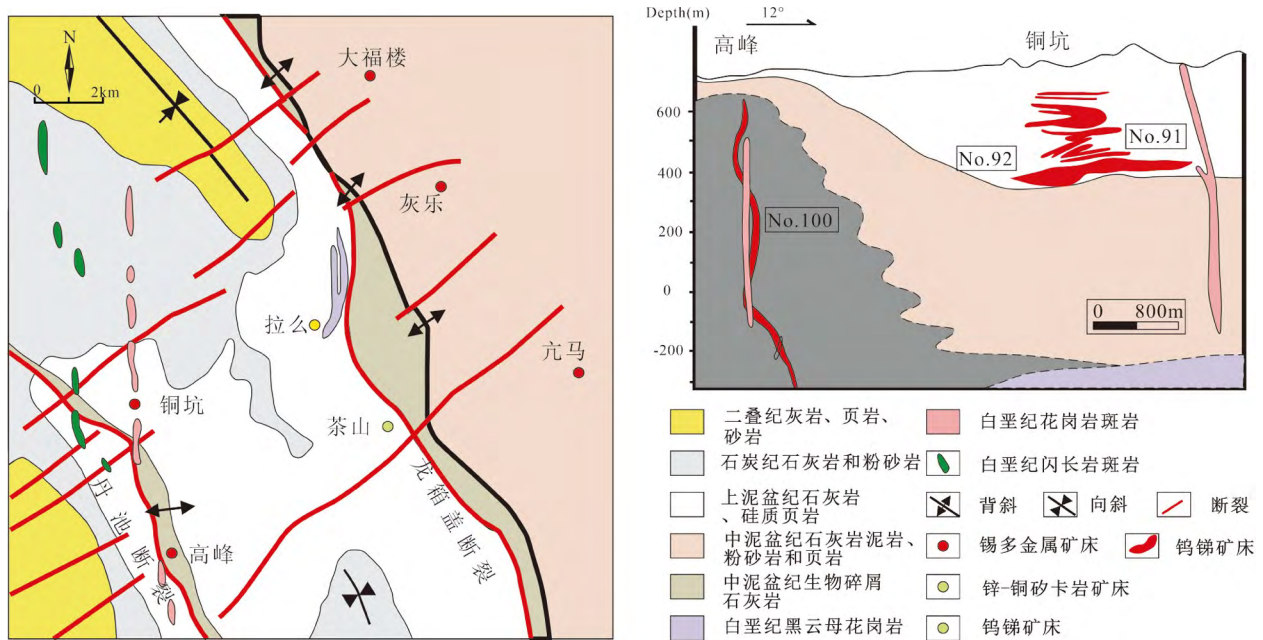 N
0 2km
大福楼
灰乐
拉么
亢马
铜坑
茶山
龙箱盖断裂
丹池断裂
高峰
Depth(m)
12°
高峰
铜坑
600
400
200
0
-200
No.91
No.92
No.100
0 800m
二叠纪灰岩、页岩、
砂岩
石炭纪石灰岩和粉砂岩
上泥盆纪石灰岩
、硅质页岩
中泥盆纪石灰岩泥岩、
粉砂岩和页岩
中泥盆纪生物碎屑
石灰岩
白垩纪黑云母花岗岩
白垩纪花岗岩斑岩
白垩纪闪长岩斑岩
背斜
向斜
断裂
锡多金属矿床
钨锑矿床
锌-铜矽卡岩矿床
钨锑矿床